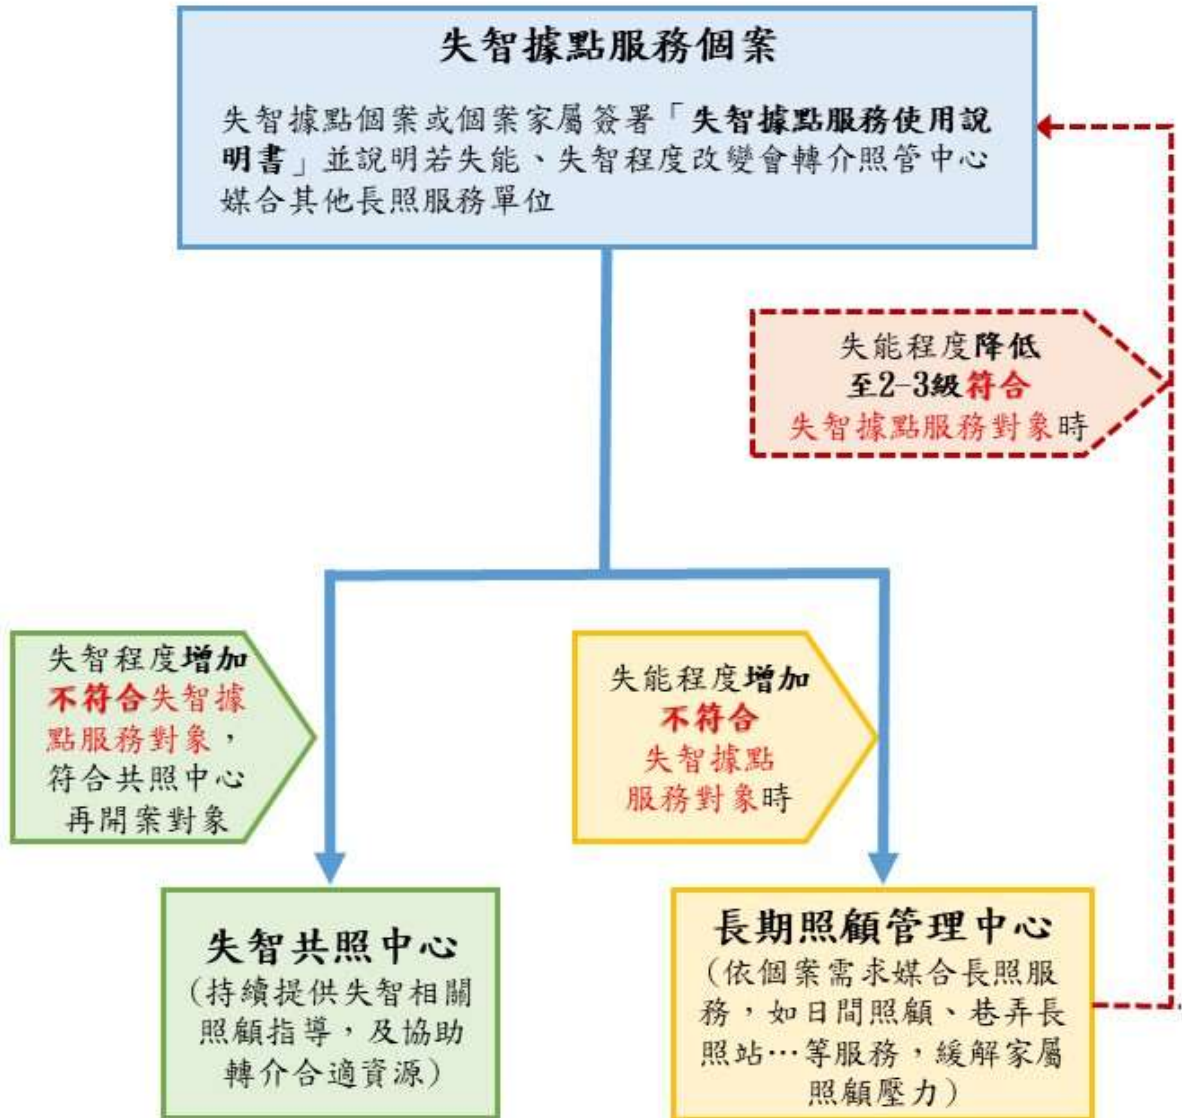 失智據點服務個案
失智據點個案或個案家屬簽署「失智據點服務使用說
明書」並說明若失能、失智程度改變會轉介照管中心
媒合其他長照服務單位
失能程度降低
至2-3級符合
失智據點服務對象時
失智程度增加
不符合失智據
點服務對象，
符合共照中心
再開案對象
失能程度增加
不符合
失智據點
服務對象時
失智共照中心
（持續提供失智相關
照顧指導，及協助
轉介合適資源）
長期照顧管理中心
（依個案需求媒合長照服
務，如日間照顧、巷弄長
照站…等服務，緩解家屬
照顧壓力）